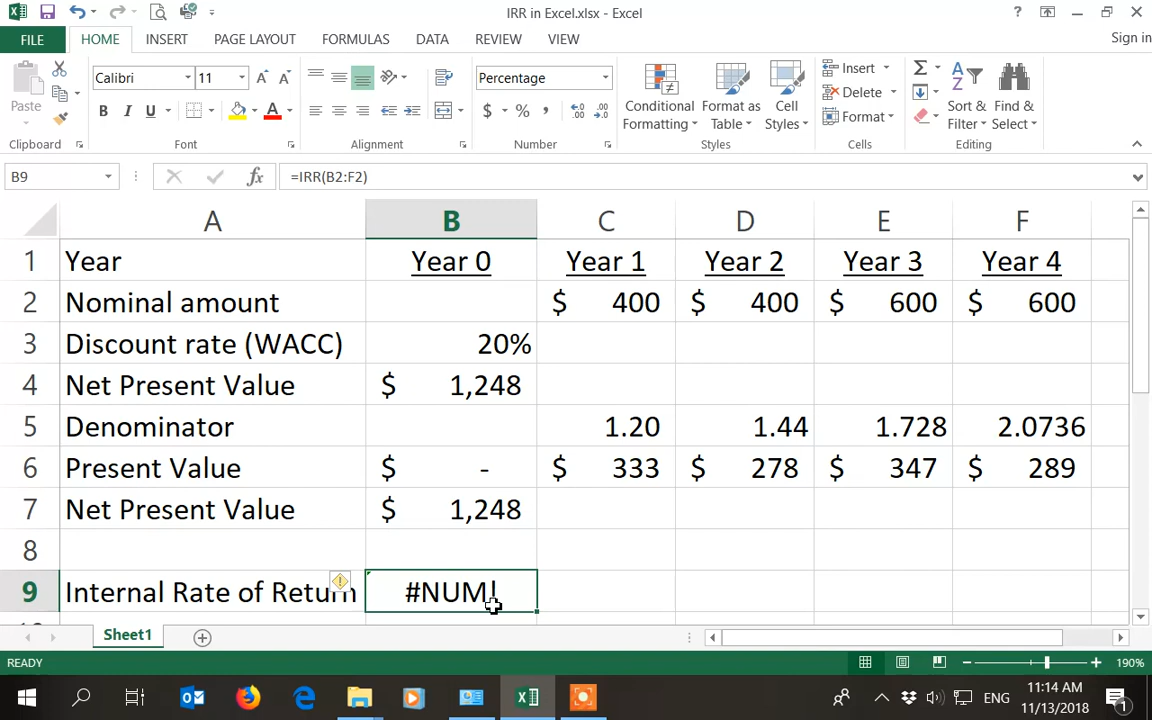 IRR in Excel.xlsx - Excel
FILE HOME INSERT PAGE LAYOUT FORMULAS DATA REVIEW VIEW Sign in
Calibri 11 Percentage
Paste
B I U A $ % ,
Conditional Formatting Format as Table Cell Styles
Insert
Delete
Format
Sort & Filter Find & Select
Clipboard Font Alignment Number Styles Cells Editing
B9 fx =IRR(B2:F2)
A B C D E F
1 Year Year 0 Year 1 Year 2 Year 3 Year 4
2 Nominal amount $ 400 $ 400 $ 600 $ 600
3 Discount rate (WACC) 20%
4 Net Present Value $ 1,248
5 Denominator 1.20 1.44 1.728 2.0736
6 Present Value $ - $ 333 $ 278 $ 347 $ 289
7 Net Present Value $ 1,248
8
9 Internal Rate of Return #NUM!
Sheet1
READY 190%
ENG 11:14 AM
11/13/2018 1